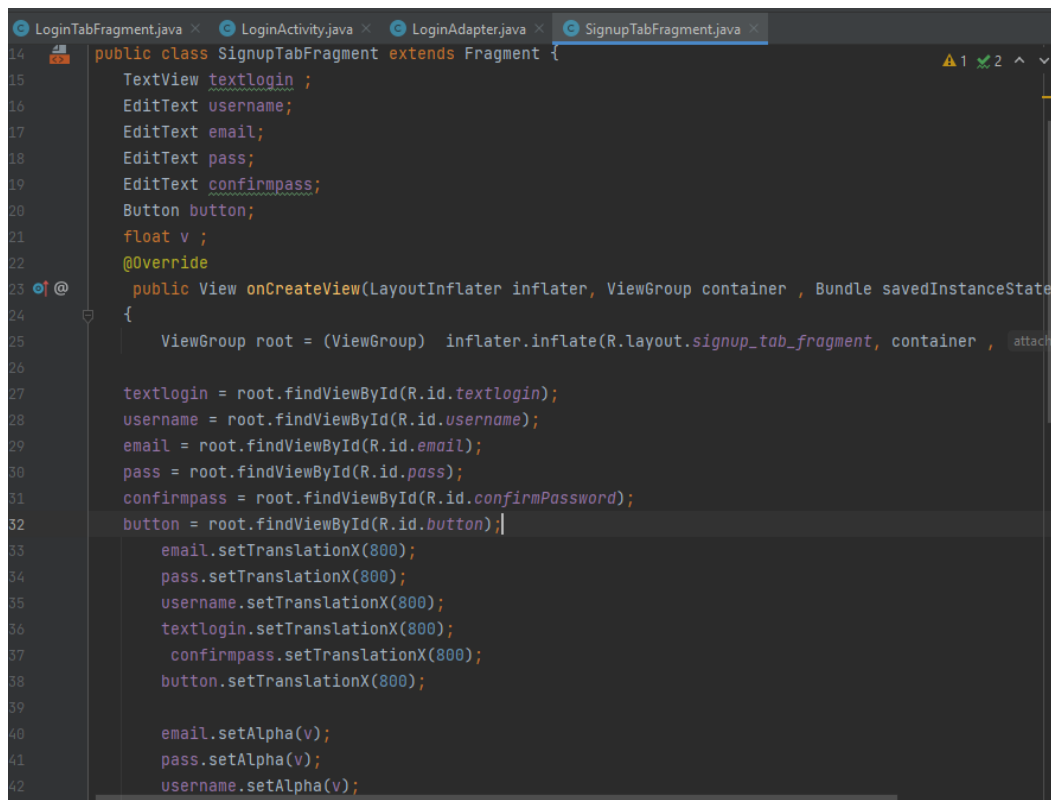 LoginTabFragment.java LoginActivity.java LoginAdapter.java SignupTabFragment.java
14 public class SignupTabFragment extends Fragment { 1 2
15 TextView textlogin ;
16 EditText username;
17 EditText email;
18 EditText pass;
19 EditText confirmpass;
20 Button button;
21 float v ;
22 @Override
23 @ public View onCreateView(LayoutInflater inflater, ViewGroup container , Bundle savedInstanceState
24 {
25 ViewGroup root = (ViewGroup) inflater.inflate(R.layout.signup_tab_fragment, container , attach
26
27 textlogin = root.findViewById(R.id.textlogin);
28 username = root.findViewById(R.id.username);
29 email = root.findViewById(R.id.email);
30 pass = root.findViewById(R.id.pass);
31 confirmpass = root.findViewById(R.id.confirmPassword);
32 button = root.findViewById(R.id.button);
33 email.setTranslationX(800);
34 pass.setTranslationX(800);
35 username.setTranslationX(800);
36 textlogin.setTranslationX(800);
37 confirmpass.setTranslationX(800);
38 button.setTranslationX(800);
39
40 email.setAlpha(v);
41 pass.setAlpha(v);
42 username.setAlpha(v);